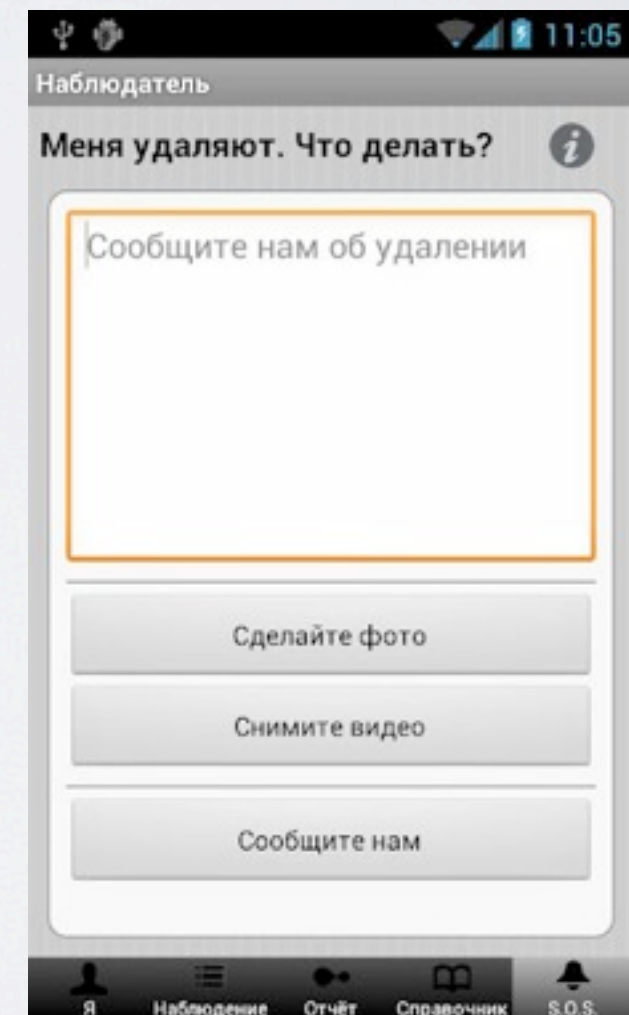 11:05
Наблюдатель
Меня удаляют. Что делать?
Сообщите нам об удалении
Сделайте фото
Снимите видео
Сообщите нам
Я Наблюдение Отчёт Справочник S.O.S.